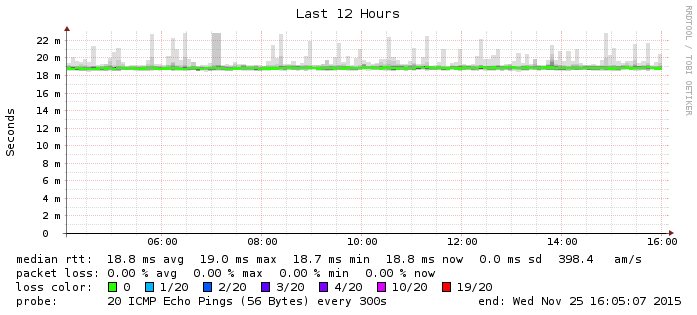 Last 12 Hours
RRDTOOL / TOBI OETIKER
Seconds
22 m
20 m
18 m
16 m
14 m
12 m
10 m
8 m
6 m
4 m
2 m
0
06:00 08:00 10:00 12:00 14:00 16:00
median rtt: 18.8 ms avg 19.0 ms max 18.7 ms min 18.8 ms now 0.0 ms sd 398.4 am/s
packet loss: 0.00 % avg 0.00 % max 0.00 % min 0.00 % now
loss color: 0 1/20 2/20 3/20 4/20 10/20 19/20
probe: 20 ICMP Echo Pings (56 Bytes) every 300s end: Wed Nov 25 16:05:07 2015